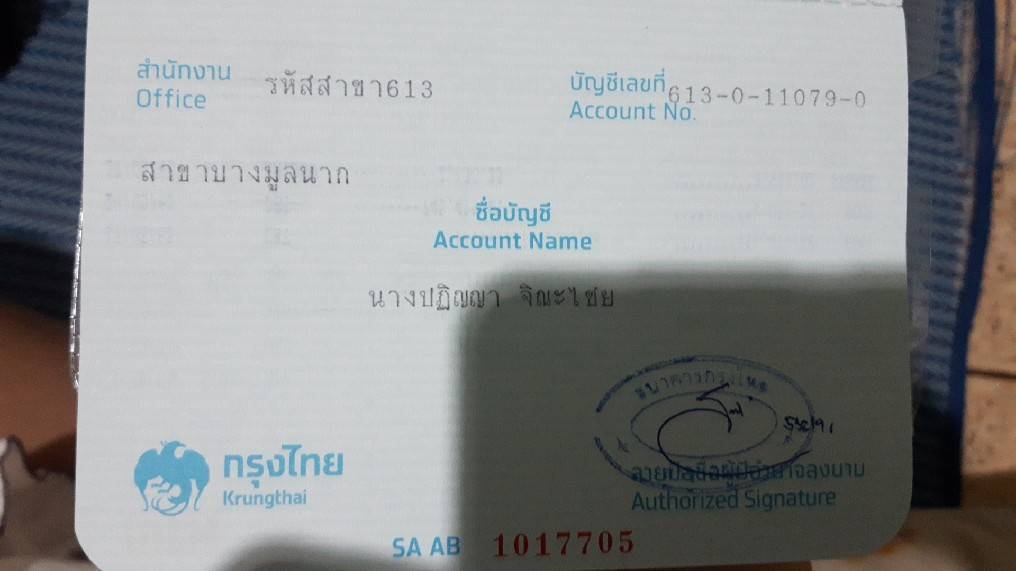 สำนักงาน รหัสสาขา613
Office
บัญชีเลขที่ 613-0-11079-0
Account No.
สาขาบางมูลนาก
ชื่อบัญชี
Account Name
นางปฏิญญา จิณะไชย
ธนาคารกรุงไทย
กรุงไทย
Krungthai
ลายมือชื่อผู้มีอำนาจลงนาม
Authorized Signature
SA AB 1017705